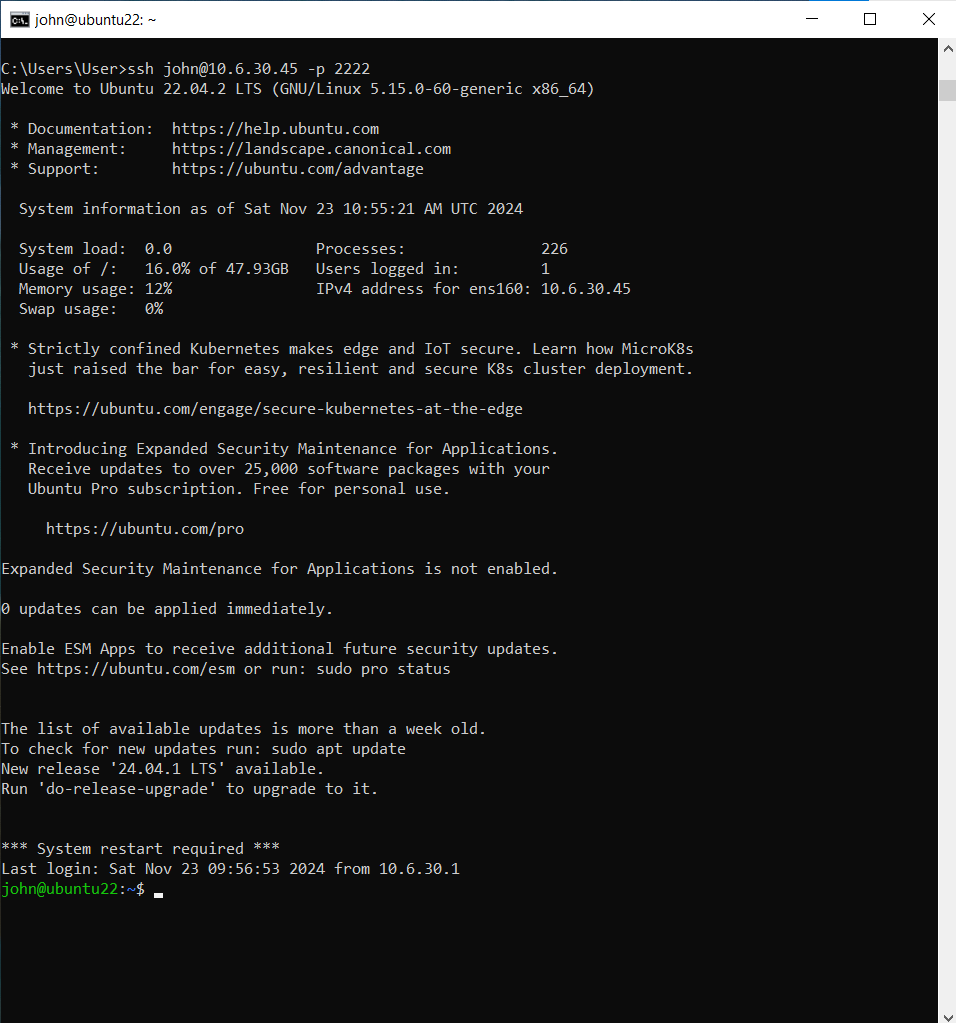 john@ubuntu22: ~
C:\Users\User>ssh john@10.6.30.45 -p 2222
Welcome to Ubuntu 22.04.2 LTS (GNU/Linux 5.15.0-60-generic x86_64)
* Documentation:  https://help.ubuntu.com
* Management:     https://landscape.canonical.com
* Support:        https://ubuntu.com/advantage
System information as of Sat Nov 23 10:55:21 AM UTC 2024
System load:  0.0                Processes:               226
Usage of /:   16.0% of 47.93GB   Users logged in:         1
Memory usage: 12%                IPv4 address for ens160: 10.6.30.45
Swap usage:   0%
* Strictly confined Kubernetes makes edge and IoT secure. Learn how MicroK8s
just raised the bar for easy, resilient and secure K8s cluster deployment.
https://ubuntu.com/engage/secure-kubernetes-at-the-edge
* Introducing Expanded Security Maintenance for Applications.
Receive updates to over 25,000 software packages with your
Ubuntu Pro subscription. Free for personal use.
https://ubuntu.com/pro
Expanded Security Maintenance for Applications is not enabled.
0 updates can be applied immediately.
Enable ESM Apps to receive additional future security updates.
See https://ubuntu.com/esm or run: sudo pro status
The list of available updates is more than a week old.
To check for new updates run: sudo apt update
New release '24.04.1 LTS' available.
Run 'do-release-upgrade' to upgrade to it.
*** System restart required ***
Last login: Sat Nov 23 09:56:53 2024 from 10.6.30.1
john@ubuntu22:~$